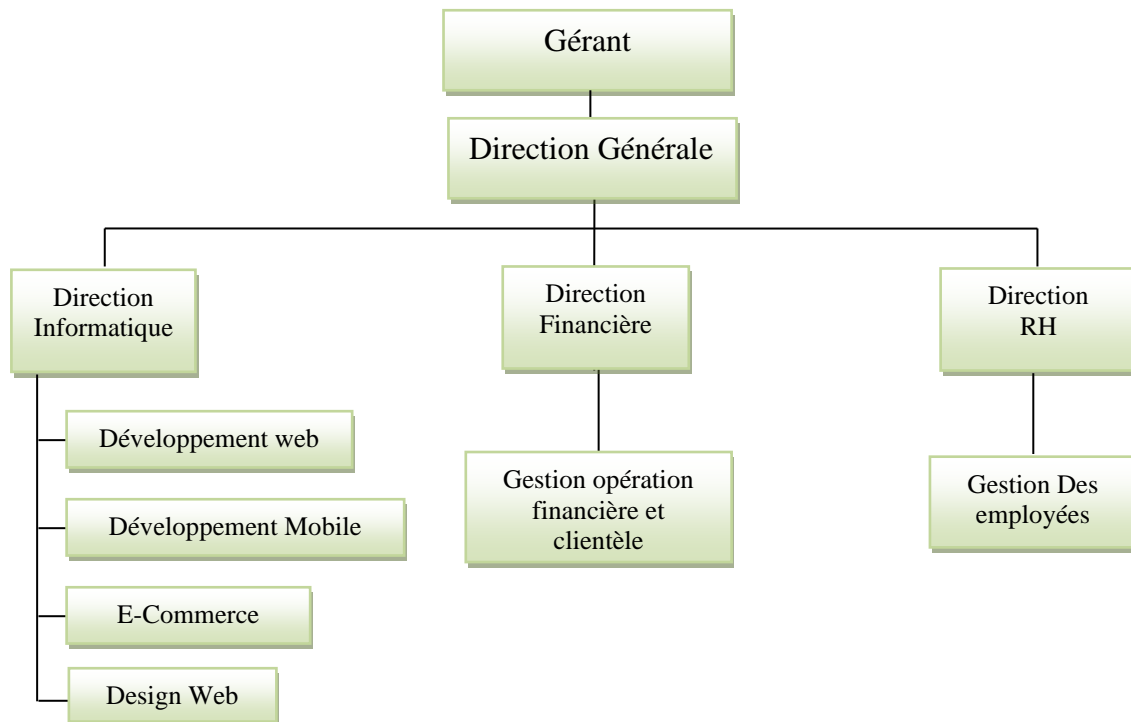 Gérant
Direction Générale
Direction
Informatique
Direction
Financière
Direction
RH
Développement web
Développement Mobile
E-Commerce
Design Web
Gestion opération
financière et
clientèle
Gestion Des
employées